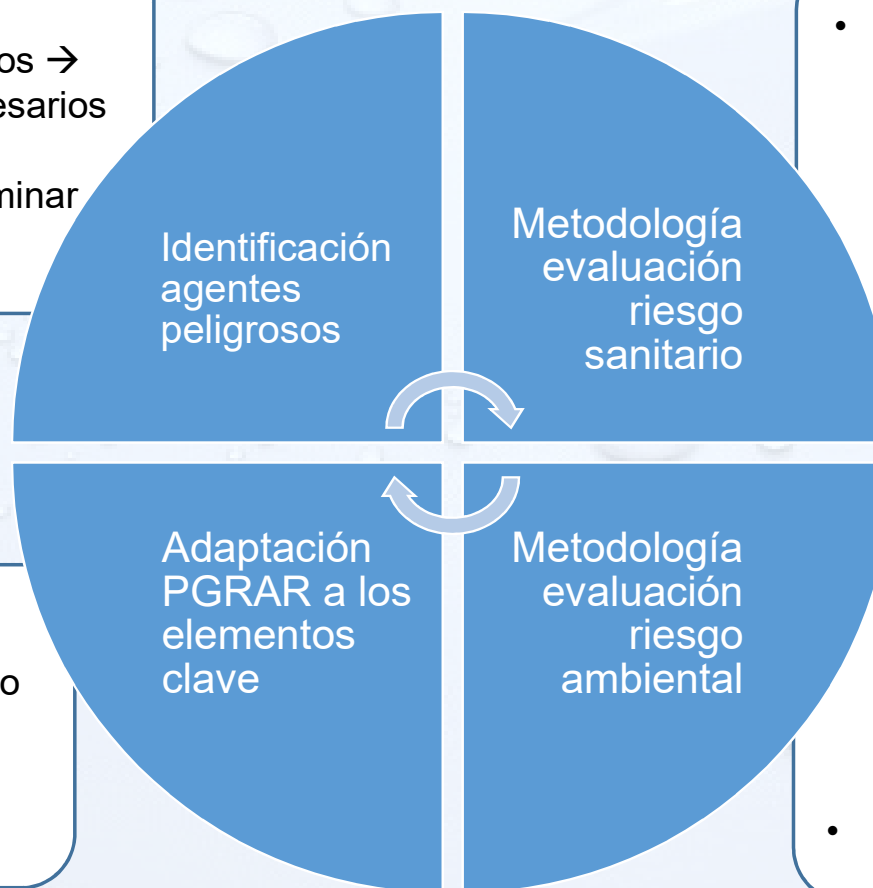 os →
esarios
minar
Identificación
agentes
peligrosos
Metodología
evaluación
riesgo
sanitario
Adaptación
PGRAR a los
elementos
clave
Metodología
evaluación
riesgo
ambiental
o
•
•